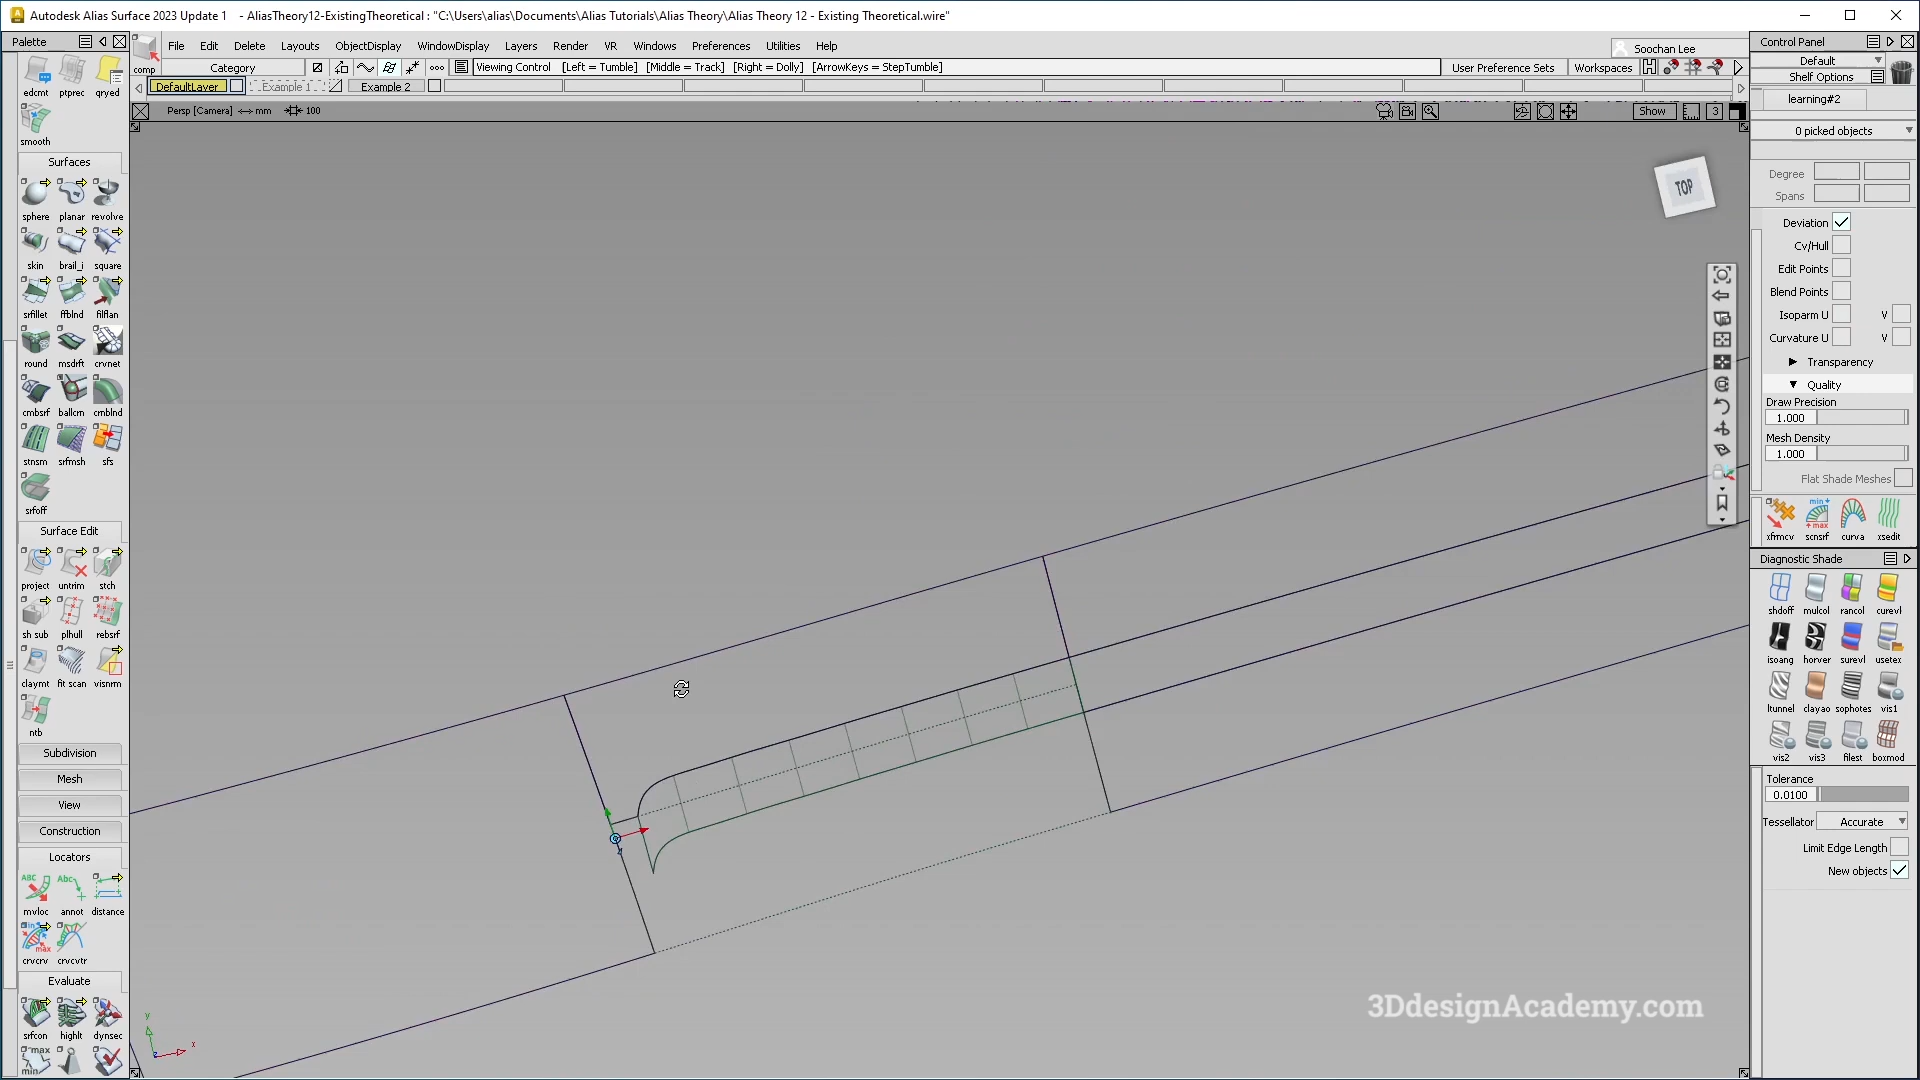 Autodesk Alias Surface 2023 Update 1    - AliasTheory12-ExistingTheoretical : "C:\Users\alias\Documents\Alias Tutorials\Alias Theory\Alias Theory 12 - Existing Theoretical.wire"
Palette
Control Panel
File Edit Delete Layouts ObjectDisplay WindowDisplay Layers Render VR Windows Preferences Utilities Help
Soochan Lee
comp
Category
Viewing Control   [Left = Tumble]  [Middle = Track]  [Right = Dolly]  [ArrowKeys = StepTumble]
User Preference Sets
Workspaces
Default
Shelf Options
DefaultLayer
Example 1
Example 2
learning#2
Persp [Camera] mm 100
Show
3
0 picked objects
TOP
edcmt ptprec qryed
smooth
Surfaces
sphere planar revolve
skin brail_i square
srfillet ffblnd filflan
round msdrft crvnet
cmbsrf ballcrn crnblnd
stnsm srfmsh sfs
srfoff
Surface Edit
project untrim stch
sh sub plhull rebsrf
claymt fit scan visnrm
ntb
Subdivision
Mesh
View
Construction
Locators
ABC Abc
mvloc annot distance
crvcrv crvcvtr
Evaluate
srfcon highlt dynsec
max
min
Degree
Spans
Deviation
Cv/Hull
Edit Points
Blend Points
Isoparm U V
Curvature U V
Transparency
Quality
Draw Precision
1.000
Mesh Density
1.000
Flat Shade Meshes
min
max
xfrmcv scnsrf curva xsedit
Diagnostic Shade
shdoff mulcol rancol curevl
isoang horver surevl usetex
ltunnel clayao sophotes vis1
vis2 vis3 filest boxmod
Tolerance
0.0100
Tessellator Accurate
Limit Edge Length
New objects
3DdesignAcademy.com
y
x
z